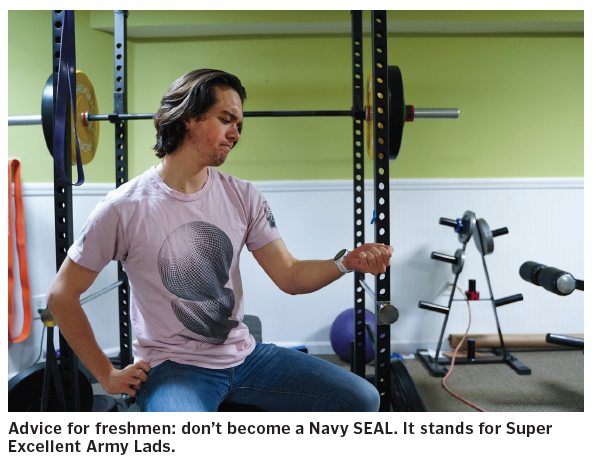 Advice for freshmen: don't become a Navy SEAL. It stands for Super
Excellent Army Lads.